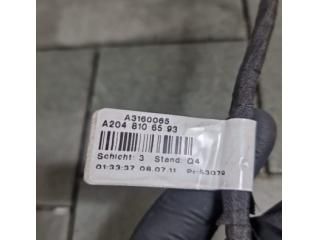 A3160065
A204 810 65 93
Schicht: 3 Stand: Q4
01:33:37 08.07.11 Pr:53079